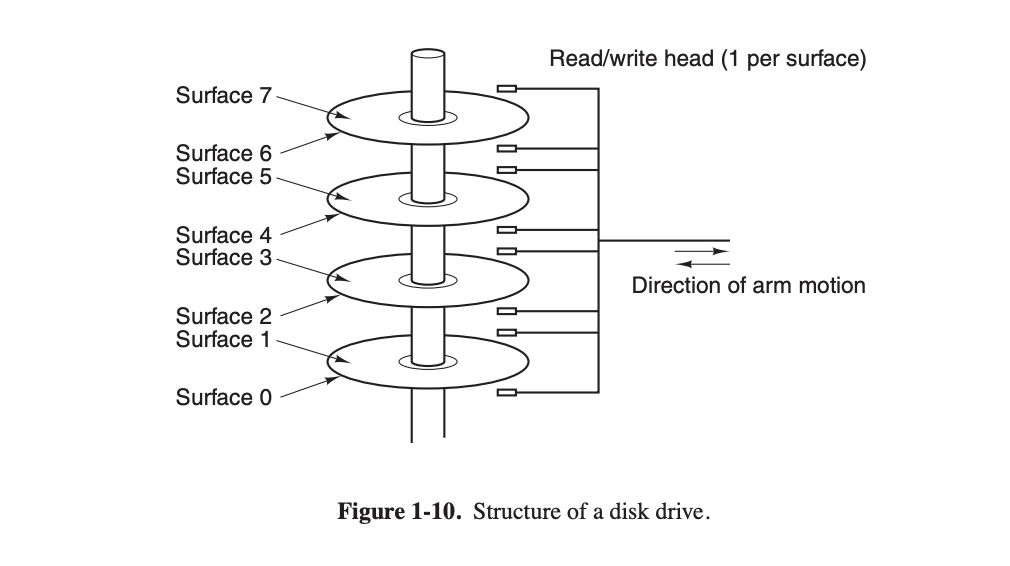 Read/write head (1 per surface)
Surface 7
Surface 6
Surface 5
Surface 4
Surface 3
Direction of arm motion
Surface 2
Surface 1
Surface 0
Figure 1-10. Structure of a disk drive.